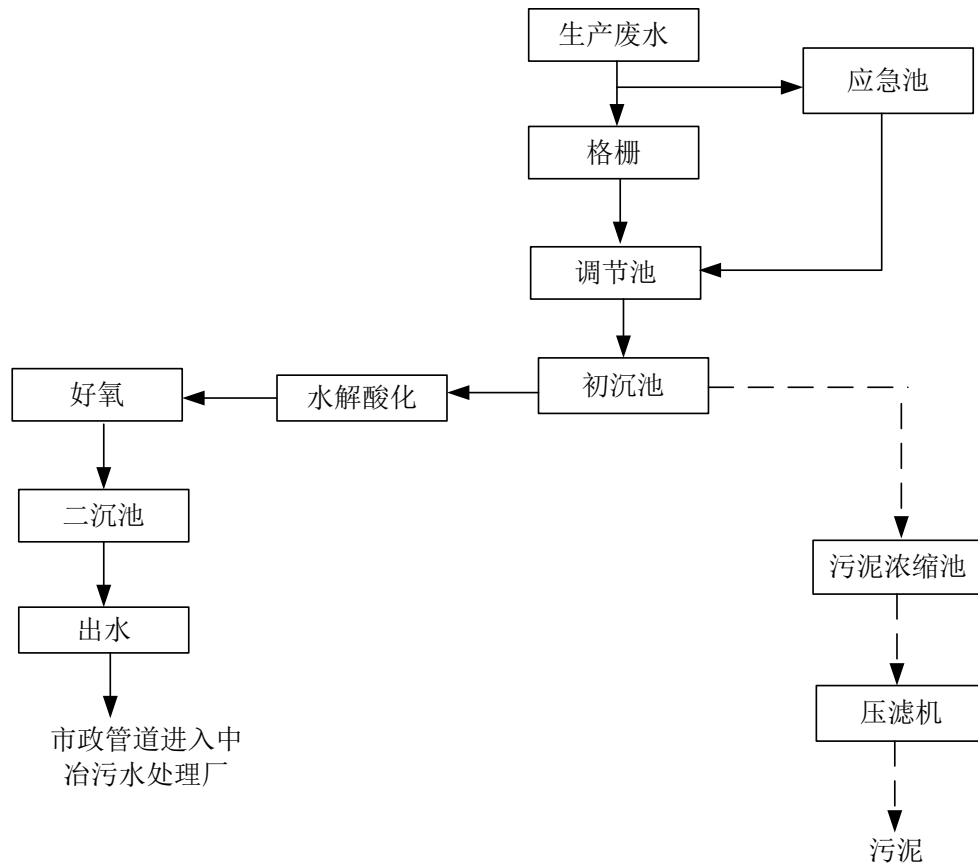 生产废水
应急池
格栅
调节池
初沉池
水解酸化
好氧
二沉池
出水
市政管道进入中
冶污水处理厂
污泥浓缩池
压滤机
污泥